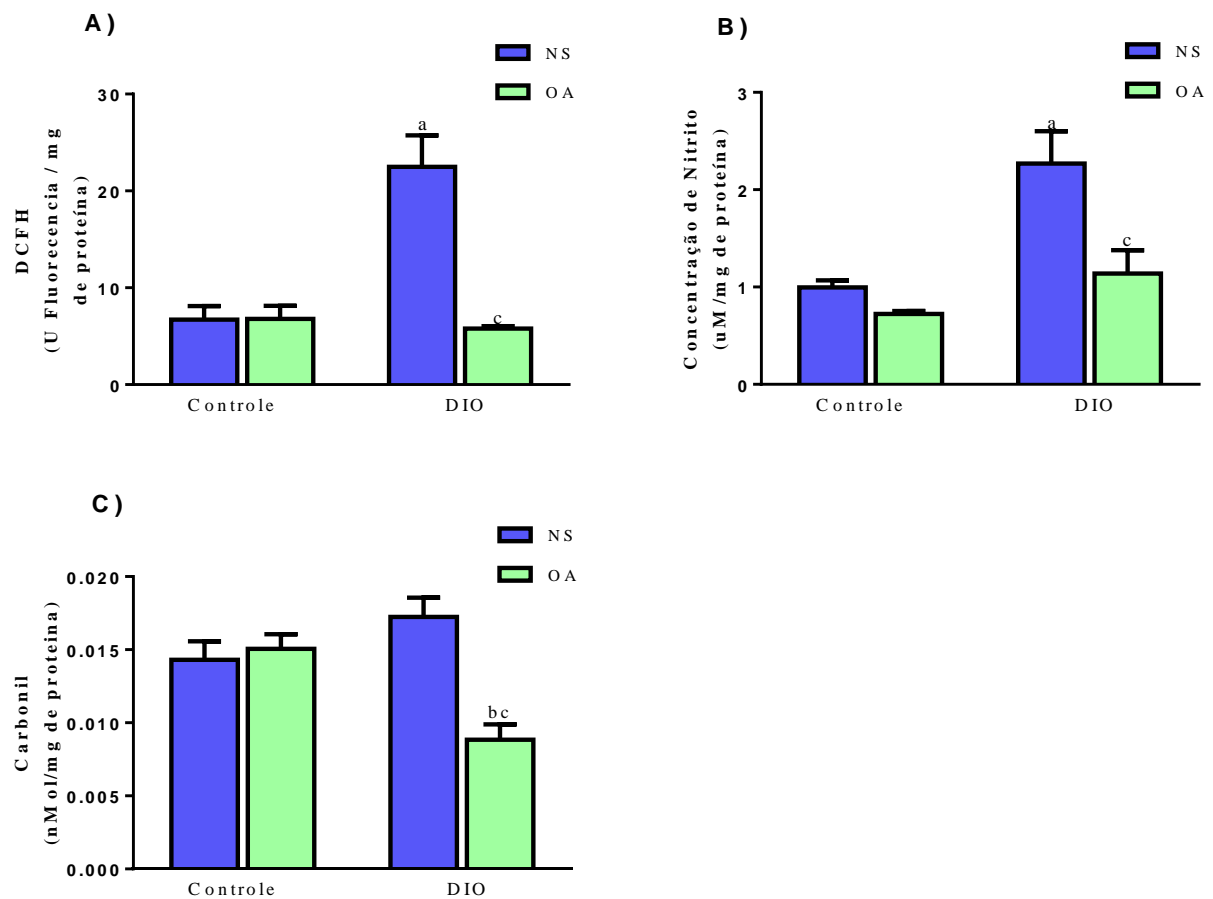 A)
NS
OA
DCFH
(U Fluorecencia / mg
de proteína)
30
20
10
0
a
c
Controle
DIO
B)
NS
OA
Concentração de Nitrito
(uM/mg de proteína)
3
2
1
0
a
c
Controle
DIO
C)
NS
OA
Carbonil
(nMol/mg de proteina)
0.020
0.015
0.010
0.005
0.000
bc
Controle
DIO